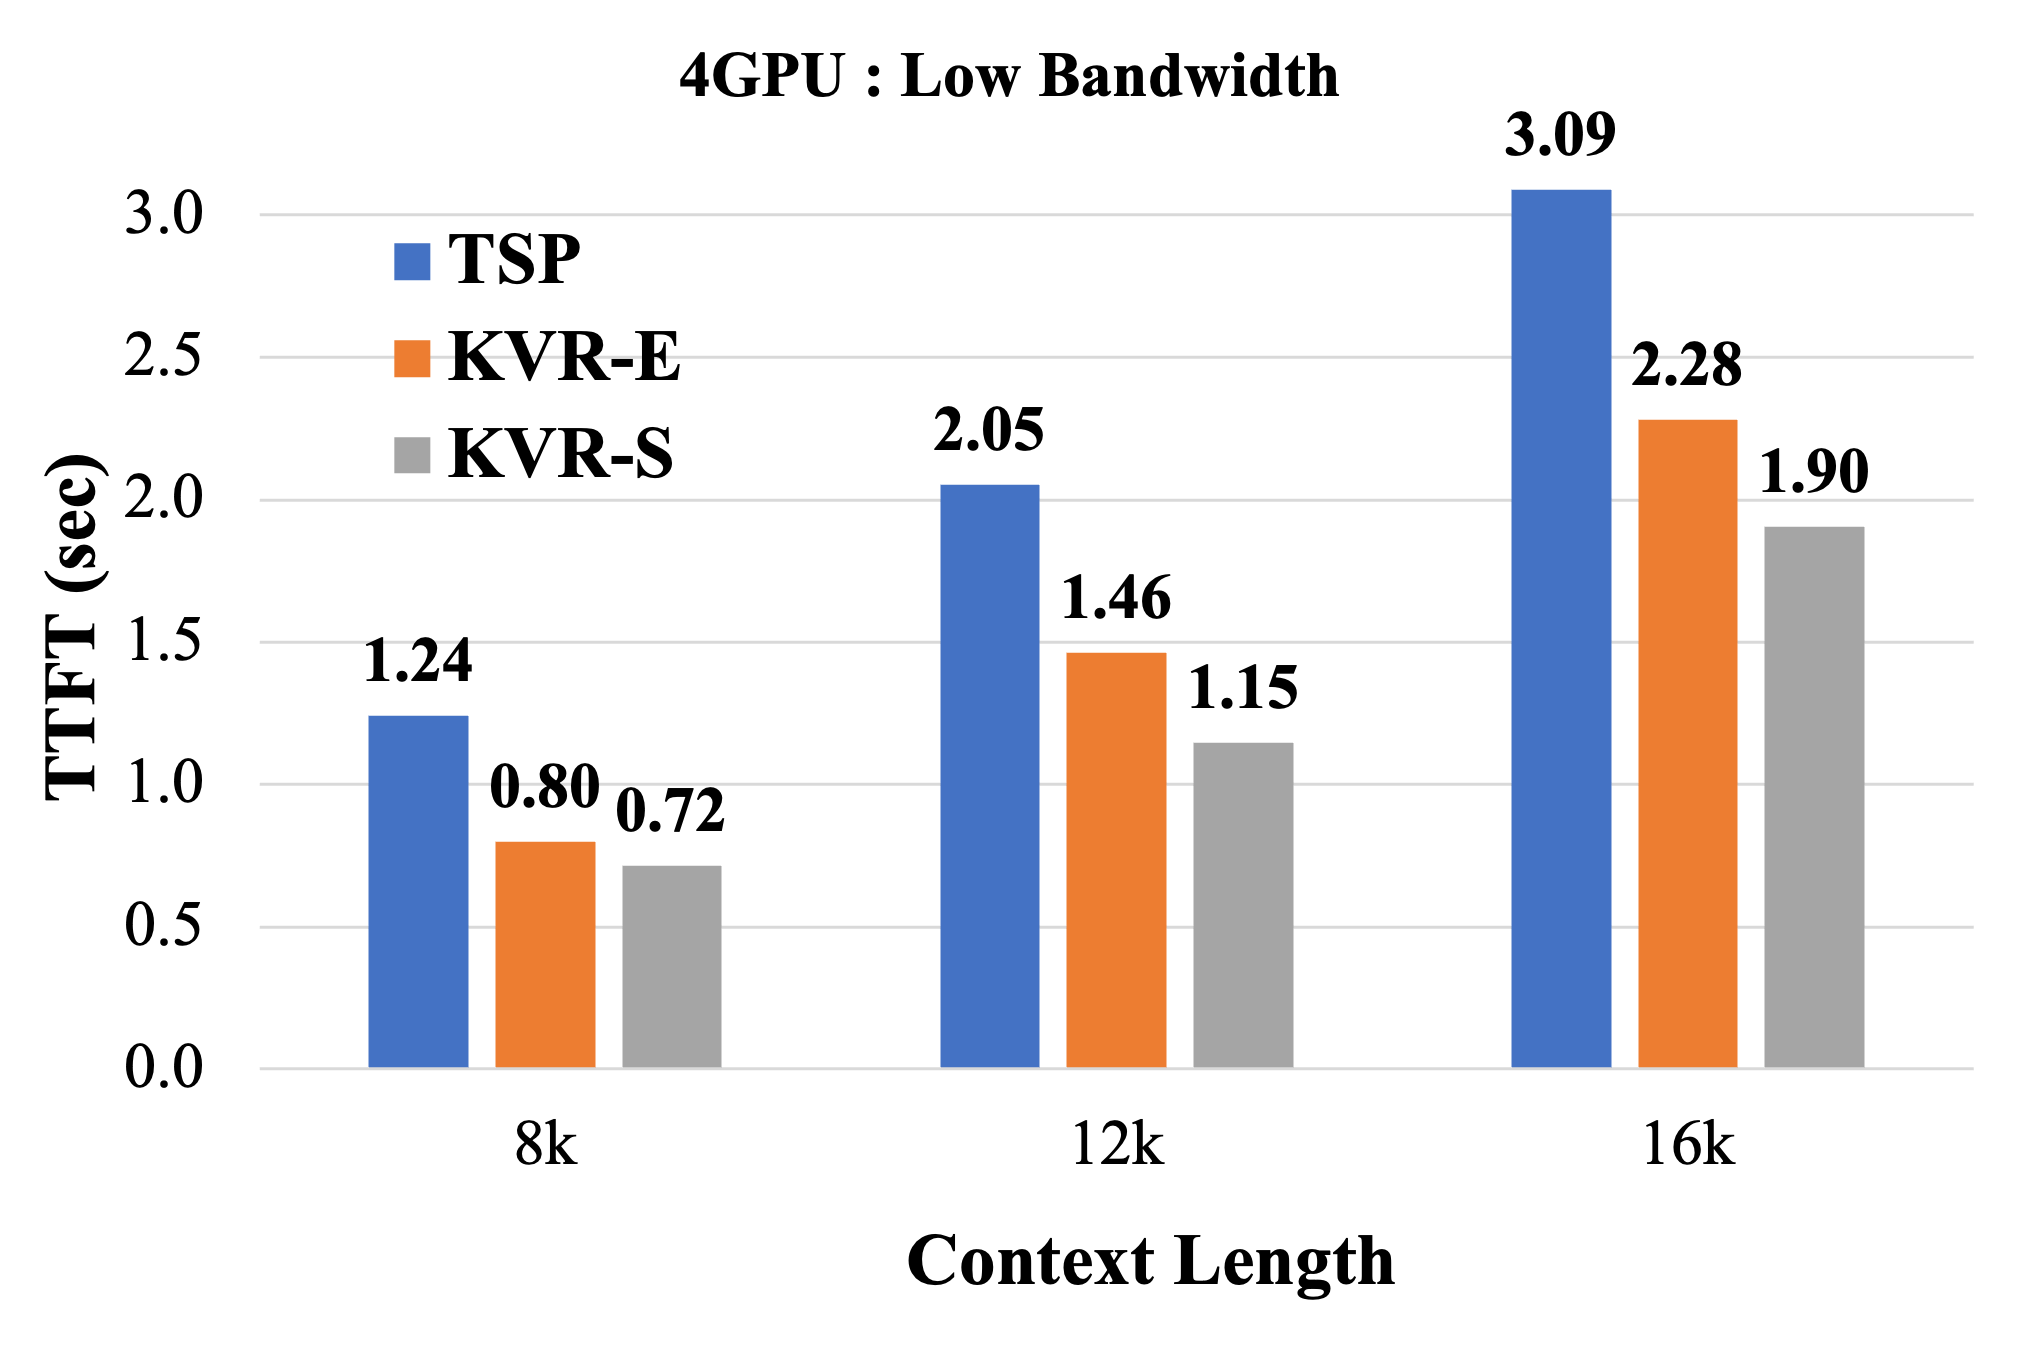 4GPU : Low Bandwidth
3.09
3.0
TSP
2.5
KVR-E
2.28
2.05
KVR-S
1.90
2.0
TTFT (sec)
1.46
1.5
1.24
1.15
1.0
0.80
0.72
0.5
0.0
8k
12k
16k
Context Length